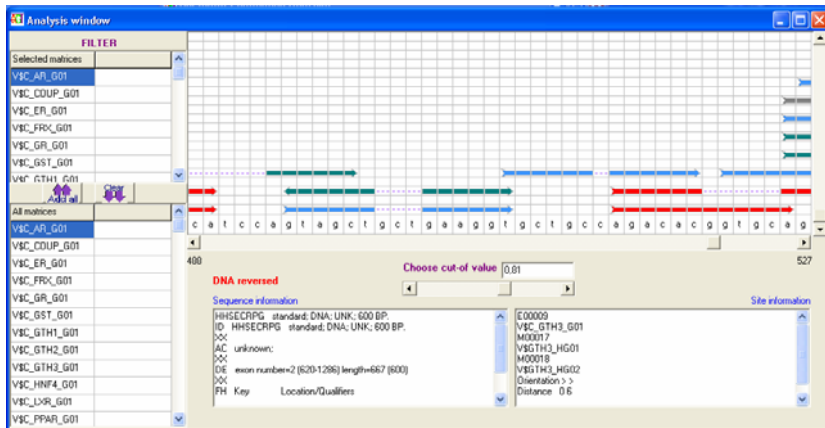 Analysis window
FILTER
Selected matrices
V$C_AR_G01
V$C_COUP_G01
V$C_ER_G01
V$C_FRX_G01
V$C_GR_G01
V$C_GST_G01
V$C_GTH1_G01
Add all
Clear
All matrices
V$C_AR_G01
V$C_COUP_G01
V$C_ER_G01
V$C_FRX_G01
V$C_GR_G01
V$C_GST_G01
V$C_GTH1_G01
V$C_GTH2_G01
V$C_GTH3_G01
V$C_HNF4_G01
V$C_LXR_G01
V$C_PPAR_G01
488
527
Choose cut-of value 0.81
DNA reversed
Sequence information
HHSECRPG standard; DNA; UNK; 600 BP.
ID HHSECRPG standard; DNA; UNK; 600 BP.
XX
AC unknown;
XX
DE exon number=2 (620-1286) length=667 (600)
XX
FH Key Location/Qualifiers
Site information
E00009
V$C_GTH3_G01
M00017
V$GTH3_HG01
M00018
V$GTH3_HG02
Orientation > >
Distance 0.6